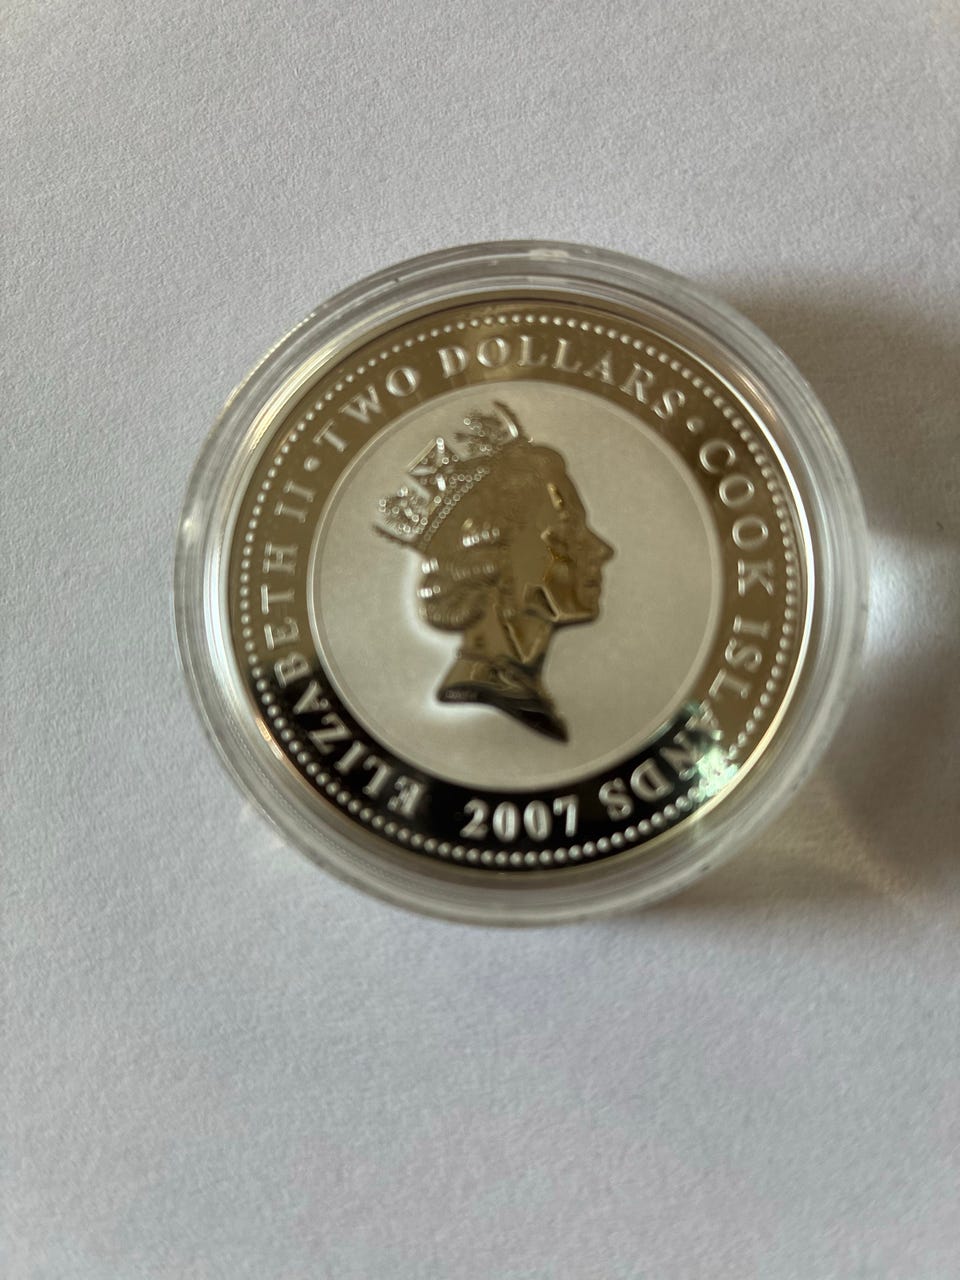 ELIZABETH II • TWO DOLLARS • COOK ISLANDS
2007